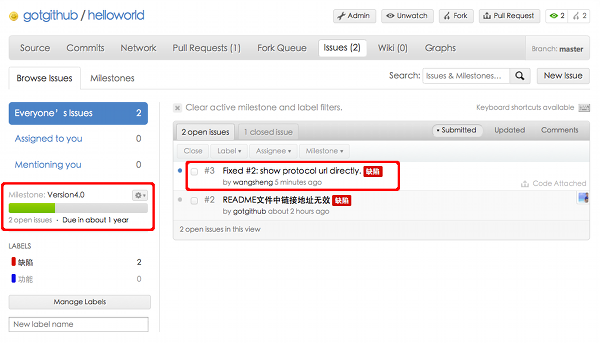 gotgithub / helloworld
Admin Unwatch Fork Pull Request 2 2
Source Commits Network Pull Requests (1) Fork Queue Issues (2) Wiki (0) Graphs Branch: master
Browse Issues Milestones Search: Issues & Milestones... New Issue
Everyone's Issues 2
Assigned to you 0
Mentioning you 0
Milestone: Version4.0
2 open issues · Due in about 1 year
LABELS
缺陷 2
功能 0
Manage Labels
New label name
Clear active milestone and label filters. Keyboard shortcuts available
2 open issues 1 closed issue Submitted Updated Comments
Close Label Assignee Milestone
#3 Fixed #2: show protocol url directly. 缺陷
by wangsheng 5 minutes ago
Code Attached
#2 README文件中链接地址无效 缺陷
by gotgithub about 2 hours ago
2 open issues in this view